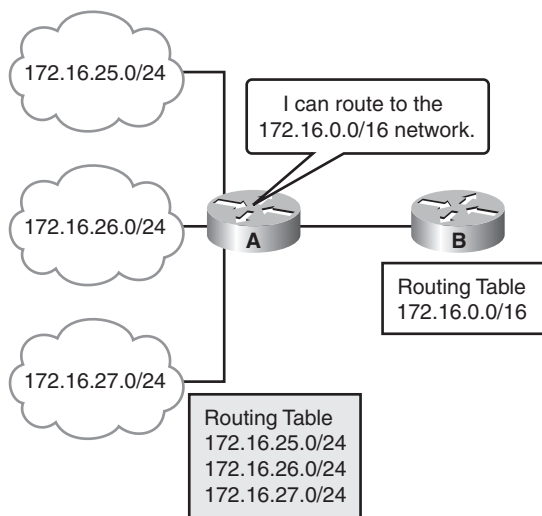 172.16.25.0/24
I can route to the
172.16.0.0/16 network.
172.16.26.0/24
A
B
Routing Table
172.16.0.0/16
172.16.27.0/24
Routing Table
172.16.25.0/24
172.16.26.0/24
172.16.27.0/24